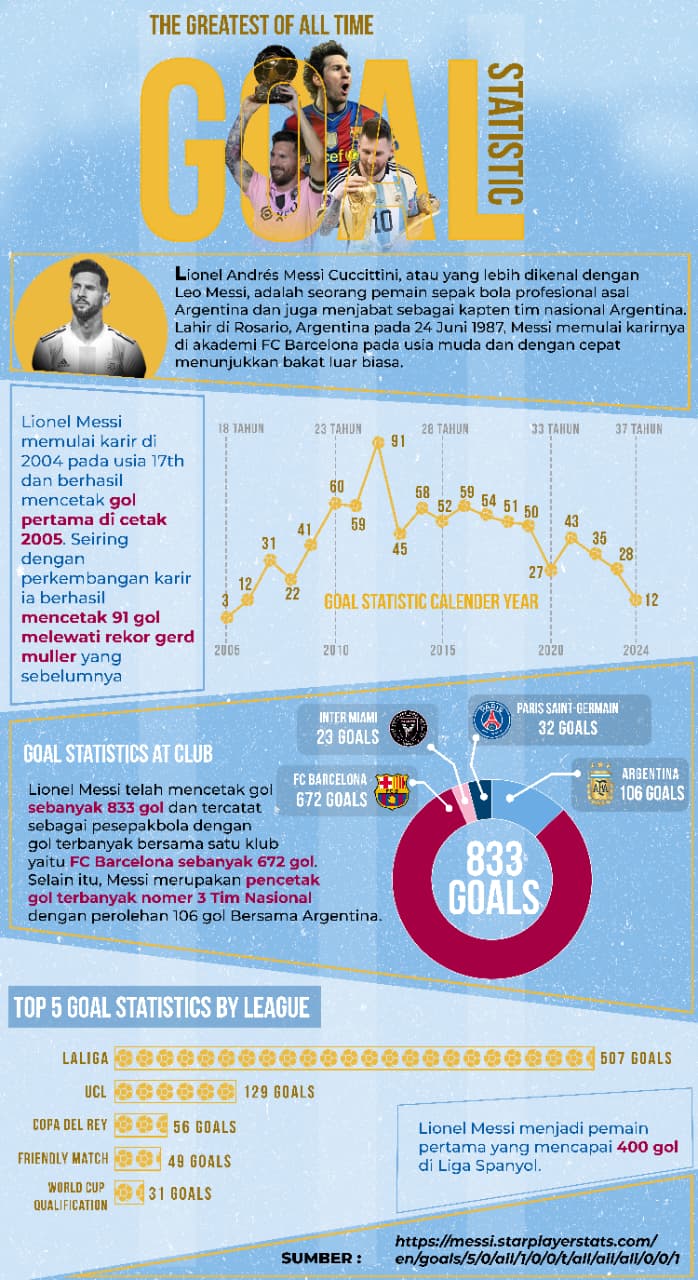 THE GREATEST OF ALL TIME
GOAL
STATISTIC
unicef
10
Lionel Andrés Messi Cuccittini, atau yang lebih dikenal dengan
Leo Messi, adalah seorang pemain sepak bola profesional asal
Argentina dan juga menjabat sebagai kapten tim nasional Argentina.
Lahir di Rosario, Argentina pada 24 Juni 1987, Messi memulai karirnya
di akademi FC Barcelona pada usia muda dan dengan cepat
menunjukkan bakat luar biasa.
Lionel Messi
memulai karir di
2004 pada usia 17th
dan berhasil
mencetak gol
pertama di cetak
2005. Seiring
dengan
perkembangan karir
ia berhasil
mencetak 91 gol
melewati rekor gerd
muller yang
sebelumnya
18 TAHUN 23 TAHUN 28 TAHUN 33 TAHUN 37 TAHUN
3 12 31 22 41 60 59 91 45 58 52 59 54 51 50 27 43 35 28 12
GOAL STATISTIC CALENDER YEAR
2005 2010 2015 2020 2024
GOAL STATISTICS AT CLUB
Lionel Messi telah mencetak gol
sebanyak 833 gol dan tercatat
sebagai pesepakbola dengan
gol terbanyak bersama satu klub
yaitu FC Barcelona sebanyak 672 gol.
Selain itu, Messi merupakan pencetak
gol terbanyak nomer 3 Tim Nasional
dengan perolehan 106 gol Bersama Argentina.
INTER MIAMI
23 GOALS
PARIS
PARIS SAINT-GERMAIN
32 GOALS
FC BARCELONA
672 GOALS
AFA
ARGENTINA
106 GOALS
833
GOALS
TOP 5 GOAL STATISTICS BY LEAGUE
LALIGA 507 GOALS
UCL 129 GOALS
COPA DEL REY 56 GOALS
FRIENDLY MATCH 49 GOALS
WORLD CUP
QUALIFICATION 31 GOALS
Lionel Messi menjadi pemain
pertama yang mencapai 400 gol
di Liga Spanyol.
SUMBER :
https://messi.starplayerstats.com/
en/goals/5/0/all/1/0/0/t/all/all/all/0/0/1